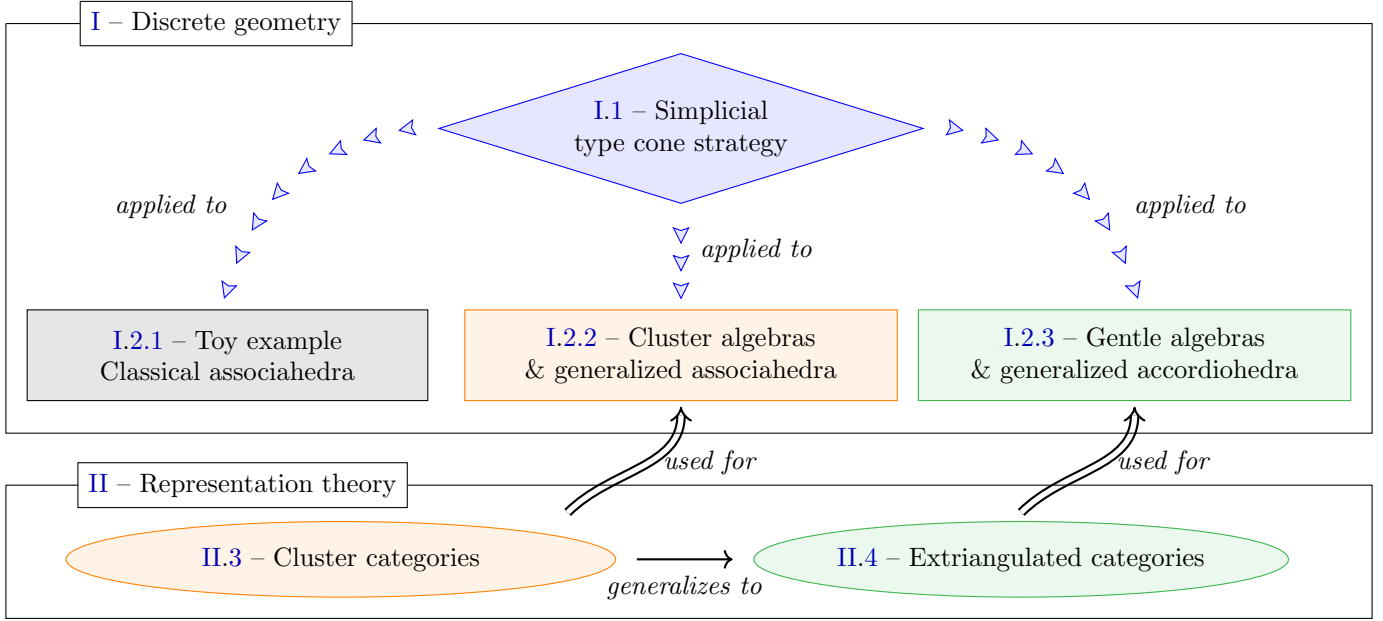 I – Discrete geometry
I.1 – Simplicial
type cone strategy
applied to
applied to
applied to
I.2.1 – Toy example
Classical associahedra
I.2.2 – Cluster algebras
& generalized associahedra
I.2.3 – Gentle algebras
& generalized accordiohedra
used for
used for
II – Representation theory
II.3 – Cluster categories
generalizes to
II.4 – Extriangulated categories